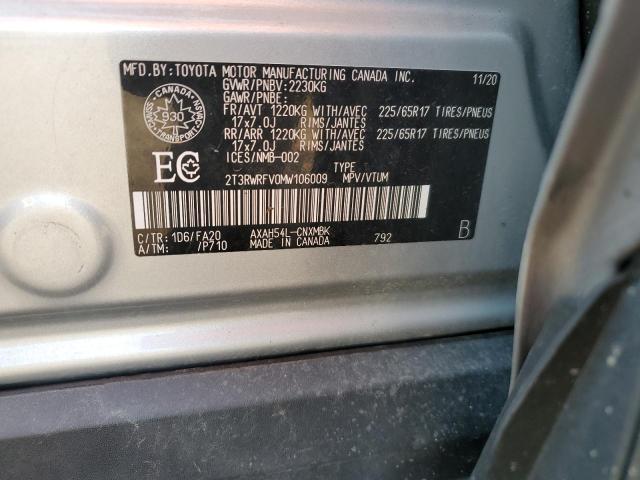 MFD.BY:TOYOTA MOTOR MANUFACTURING CANADA INC. 11/20
GVWR/PNBV:2230KG
GAWR/PNBE:
FR/AVT 1220KG WITH/AVEC 225/65R17 TIRES/PNEUS
17x7.0J RIMS/JANTES
RR/ARR 1220KG WITH/AVEC 225/65R17 TIRES/PNEUS
17x7.0J RIMS/JANTES
ICES/NMB-002
TYPE
2T3RWRFV0MW106009 MPV/VTUM
CANADA
930
TRANSPORT
EC
C/TR:1D6/FA20 AXAH54L-CNXMBK 792 B
A/TM: /P710 MADE IN CANADA